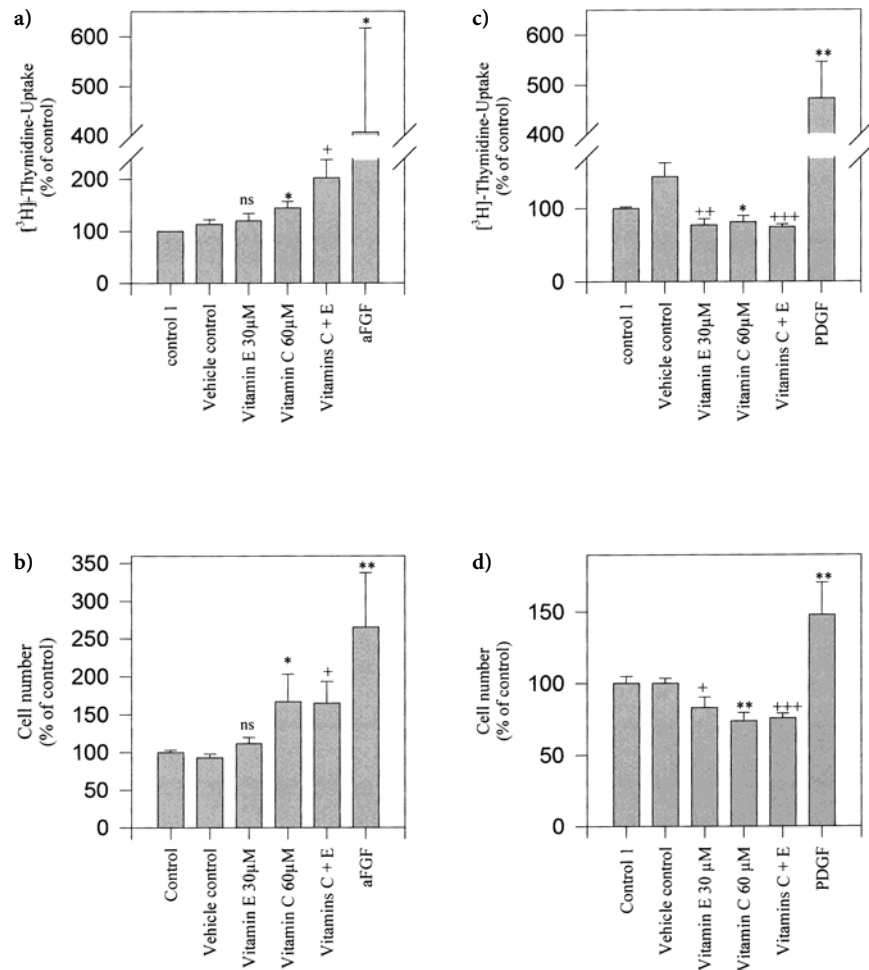 a)
[³H]-Thymidine-Uptake
(% of control)
600
500
400
200
100
0
*
+
*
ns
control 1
Vehicle control
Vitamin E 30µM
Vitamin C 60µM
Vitamins C + E
aFGF
c)
[³H]-Thymidine-Uptake
(% of control)
600
500
400
100
0
**
++
*
+++
control 1
Vehicle control
Vitamin E 30µM
Vitamin C 60µM
Vitamins C + E
PDGF
b)
Cell number
(% of control)
350
300
250
200
150
100
50
0
**
*
+
ns
Control
Vehicle control
Vitamin E 30µM
Vitamin C 60µM
Vitamins C + E
aFGF
d)
Cell number
(% of control)
150
100
50
0
**
+
**
+++
Control 1
Vehicle control
Vitamin E 30 µM
Vitamin C 60 µM
Vitamins C + E
PDGF